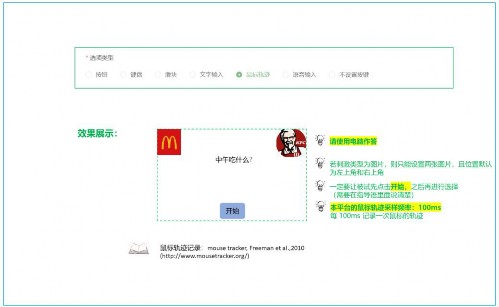 * 选项类型
按钮 键盘 滑块 文字输入 鼠标轨迹 语音输入 不设置按键
效果展示：
中午吃什么？
KFC
开始
请使用电脑作答
若刺激类型为图片，则只能设置两张图片，且位置默认
为左上角和右上角
一定要让被试先点击开始，之后再进行选择
（需要在指导语里面说清楚）
本平台的鼠标轨迹采样频率：100ms
每 100ms 记录一次鼠标的轨迹
鼠标轨迹记录： mouse tracker, Freeman et al.,2010
(http://www.mousetracker.org/)